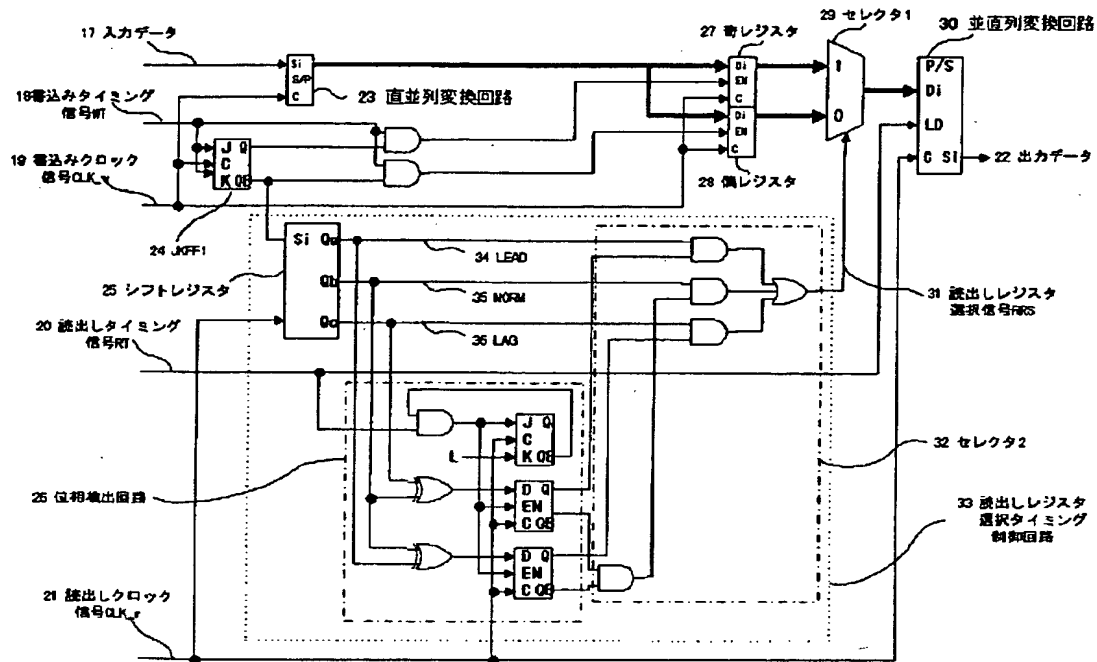 29 セレクタ1
30 並直列変換回路
17 入力データ
27 奇レジスタ
Si
S/P
C
Di
EN
C
1
P/S
Di
23 直並列変換回路
18書込みタイミング
信号WT
Di
EN
C
0
LD
J Q
C
K QB
19 書込みクロック
信号CLK_w
C Si
22 出力データ
28 偶レジスタ
24 JKFF1
Si
Qa
34 LEAD
25 シフトレジスタ
Qb
35 NORM
31 読出しレジスタ
選択信号RRS
20 読出しタイミング
信号RT
Qc
36 LAG
J Q
C
K QB
L
32 セレクタ2
26 位相検出回路
D Q
EN
C QB
33 読出しレジスタ
選択タイミング
制御回路
D Q
EN
C QB
21 読出しクロック
信号CLK_r